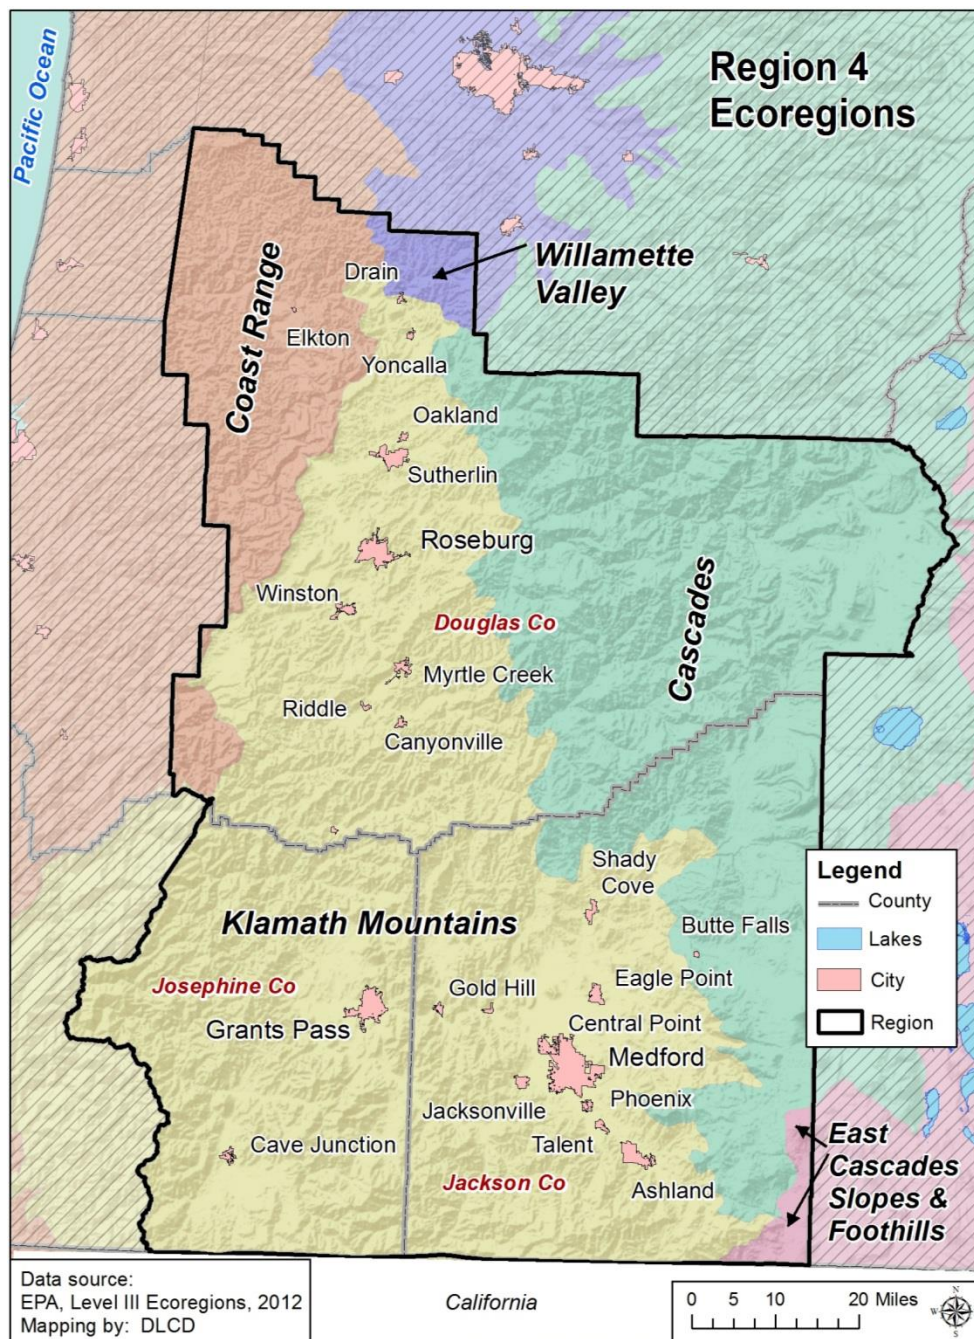 Pacific Ocean
Region 4
Ecoregions
Coast Range
Drain
Willamette
Valley
Elkton
Yoncalla
Oakland
Sutherlin
Roseburg
Winston
Douglas Co
Cascades
Myrtle Creek
Riddle
Canyonville
Shady
Cove
Klamath Mountains
Butte Falls
Josephine Co
Gold Hill
Eagle Point
Grants Pass
Central Point
Medford
Jacksonville
Phoenix
Cave Junction
Talent
Jackson Co
Ashland
Legend
County
Lakes
City
Region
East
Cascades
Slopes &
Foothills
Data source:
EPA, Level III Ecoregions, 2012
Mapping by: DLCD
California
0 5 10 20 Miles
N
W E
S